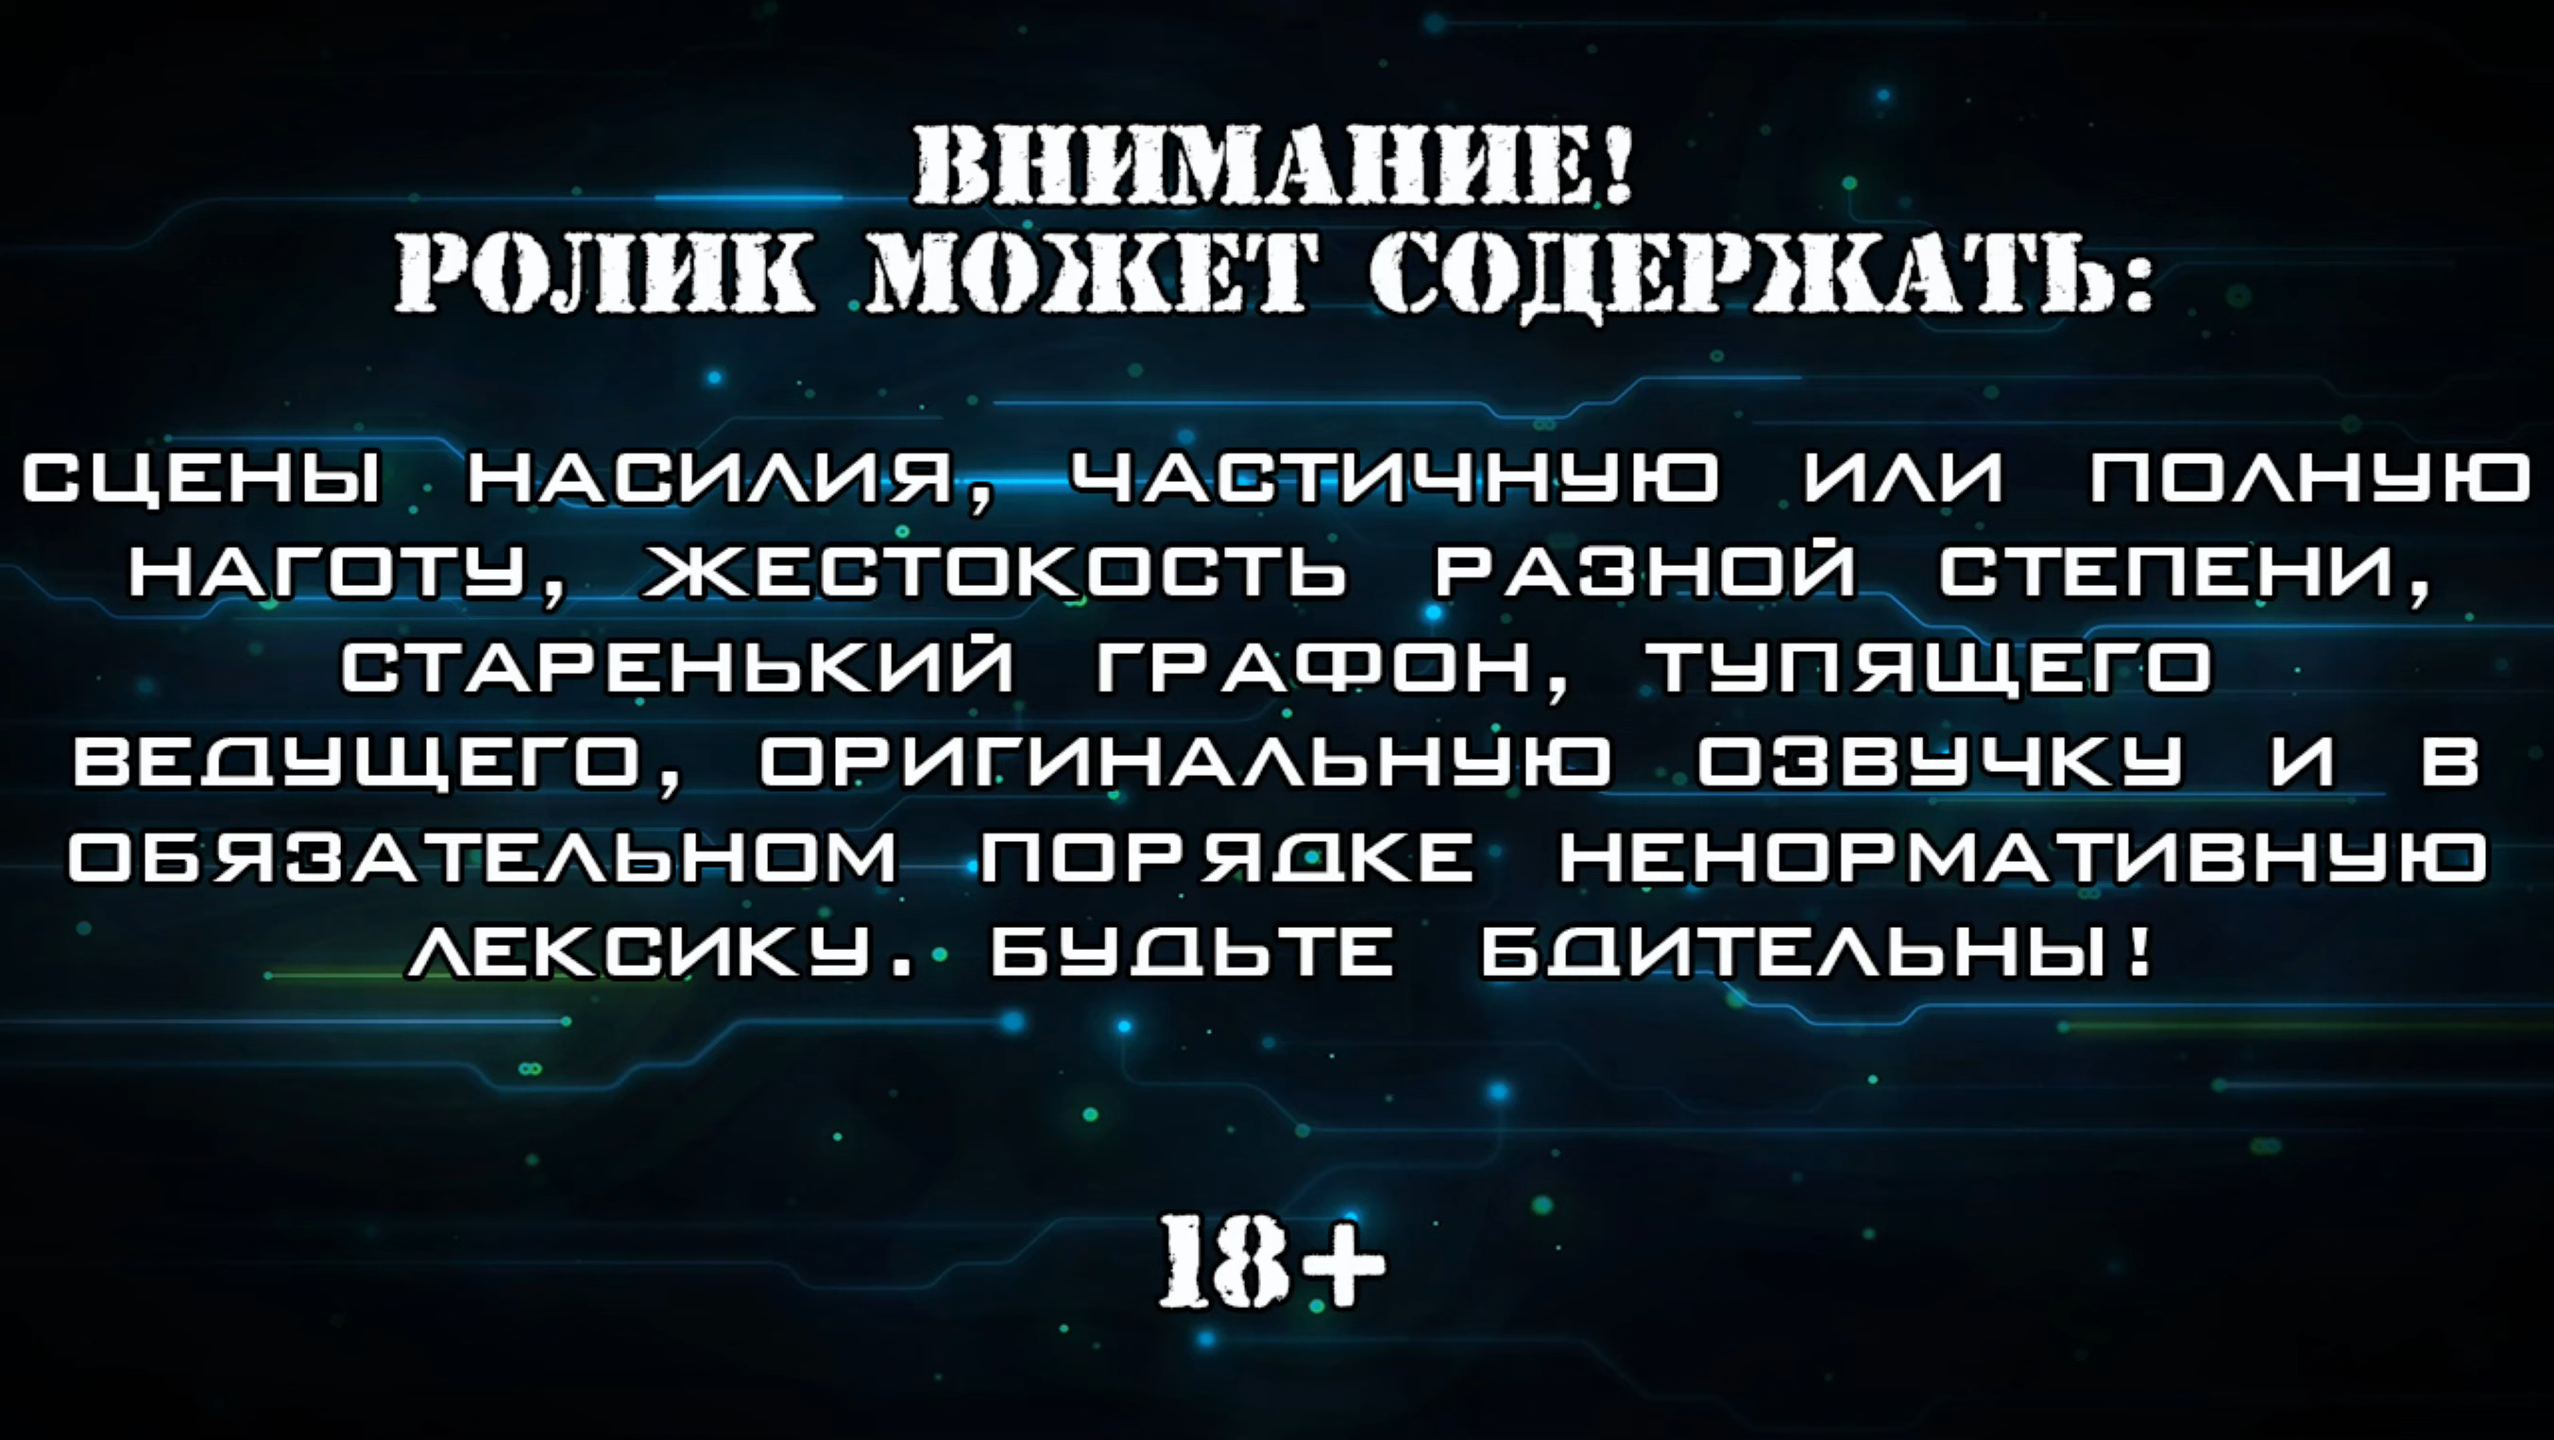 ВНИМАНИЕ!
РОЛИК МОЖЕТ СОДЕРЖАТЬ:
СЦЕНЫ НАСИЛИЯ, ЧАСТИЧНУЮ ИЛИ ПОЛНУЮ
НАГОТУ, ЖЕСТОКОСТЬ РАЗНОЙ СТЕПЕНИ,
СТАРЕНЬКИЙ ГРАФОН, ТУПЯЩЕГО
ВЕДУЩЕГО, ОРИГИНАЛЬНУЮ ОЗВУЧКУ И В
ОБЯЗАТЕЛЬНОМ ПОРЯДКЕ НЕНОРМАТИВНУЮ
ЛЕКСИКУ. БУДЬТЕ БДИТЕЛЬНЫ!
18+